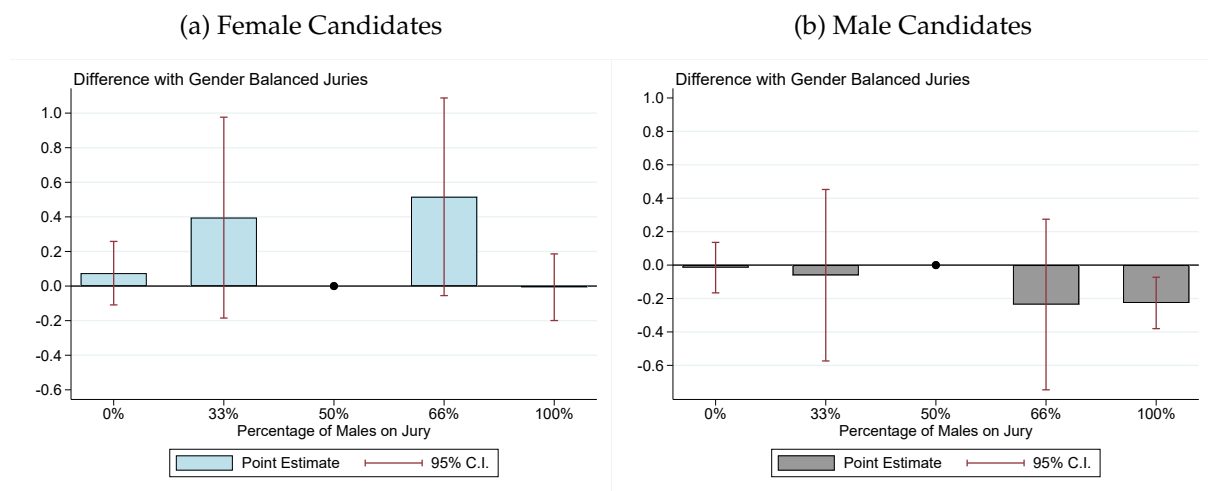 (a) Female Candidates
Difference with Gender Balanced Juries
1.0
0.8
0.6
0.4
0.2
0.0
-0.2
-0.4
-0.6
0% 33% 50% 66% 100%
Percentage of Males on Jury
Point Estimate 95% C.I.
(b) Male Candidates
Difference with Gender Balanced Juries
1.0
0.8
0.6
0.4
0.2
0.0
-0.2
-0.4
-0.6
0% 33% 50% 66% 100%
Percentage of Males on Jury
Point Estimate 95% C.I.